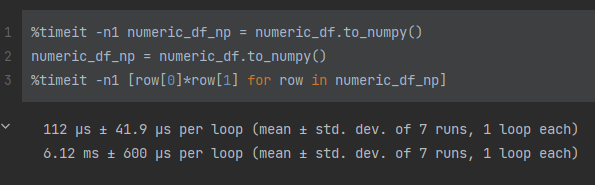 1 %timeit -n1 numeric_df_np = numeric_df.to_numpy()
2 numeric_df_np = numeric_df.to_numpy()
3 %timeit -n1 [row[0]*row[1] for row in numeric_df_np]
112 µs ± 41.9 µs per loop (mean ± std. dev. of 7 runs, 1 loop each)
6.12 ms ± 600 µs per loop (mean ± std. dev. of 7 runs, 1 loop each)